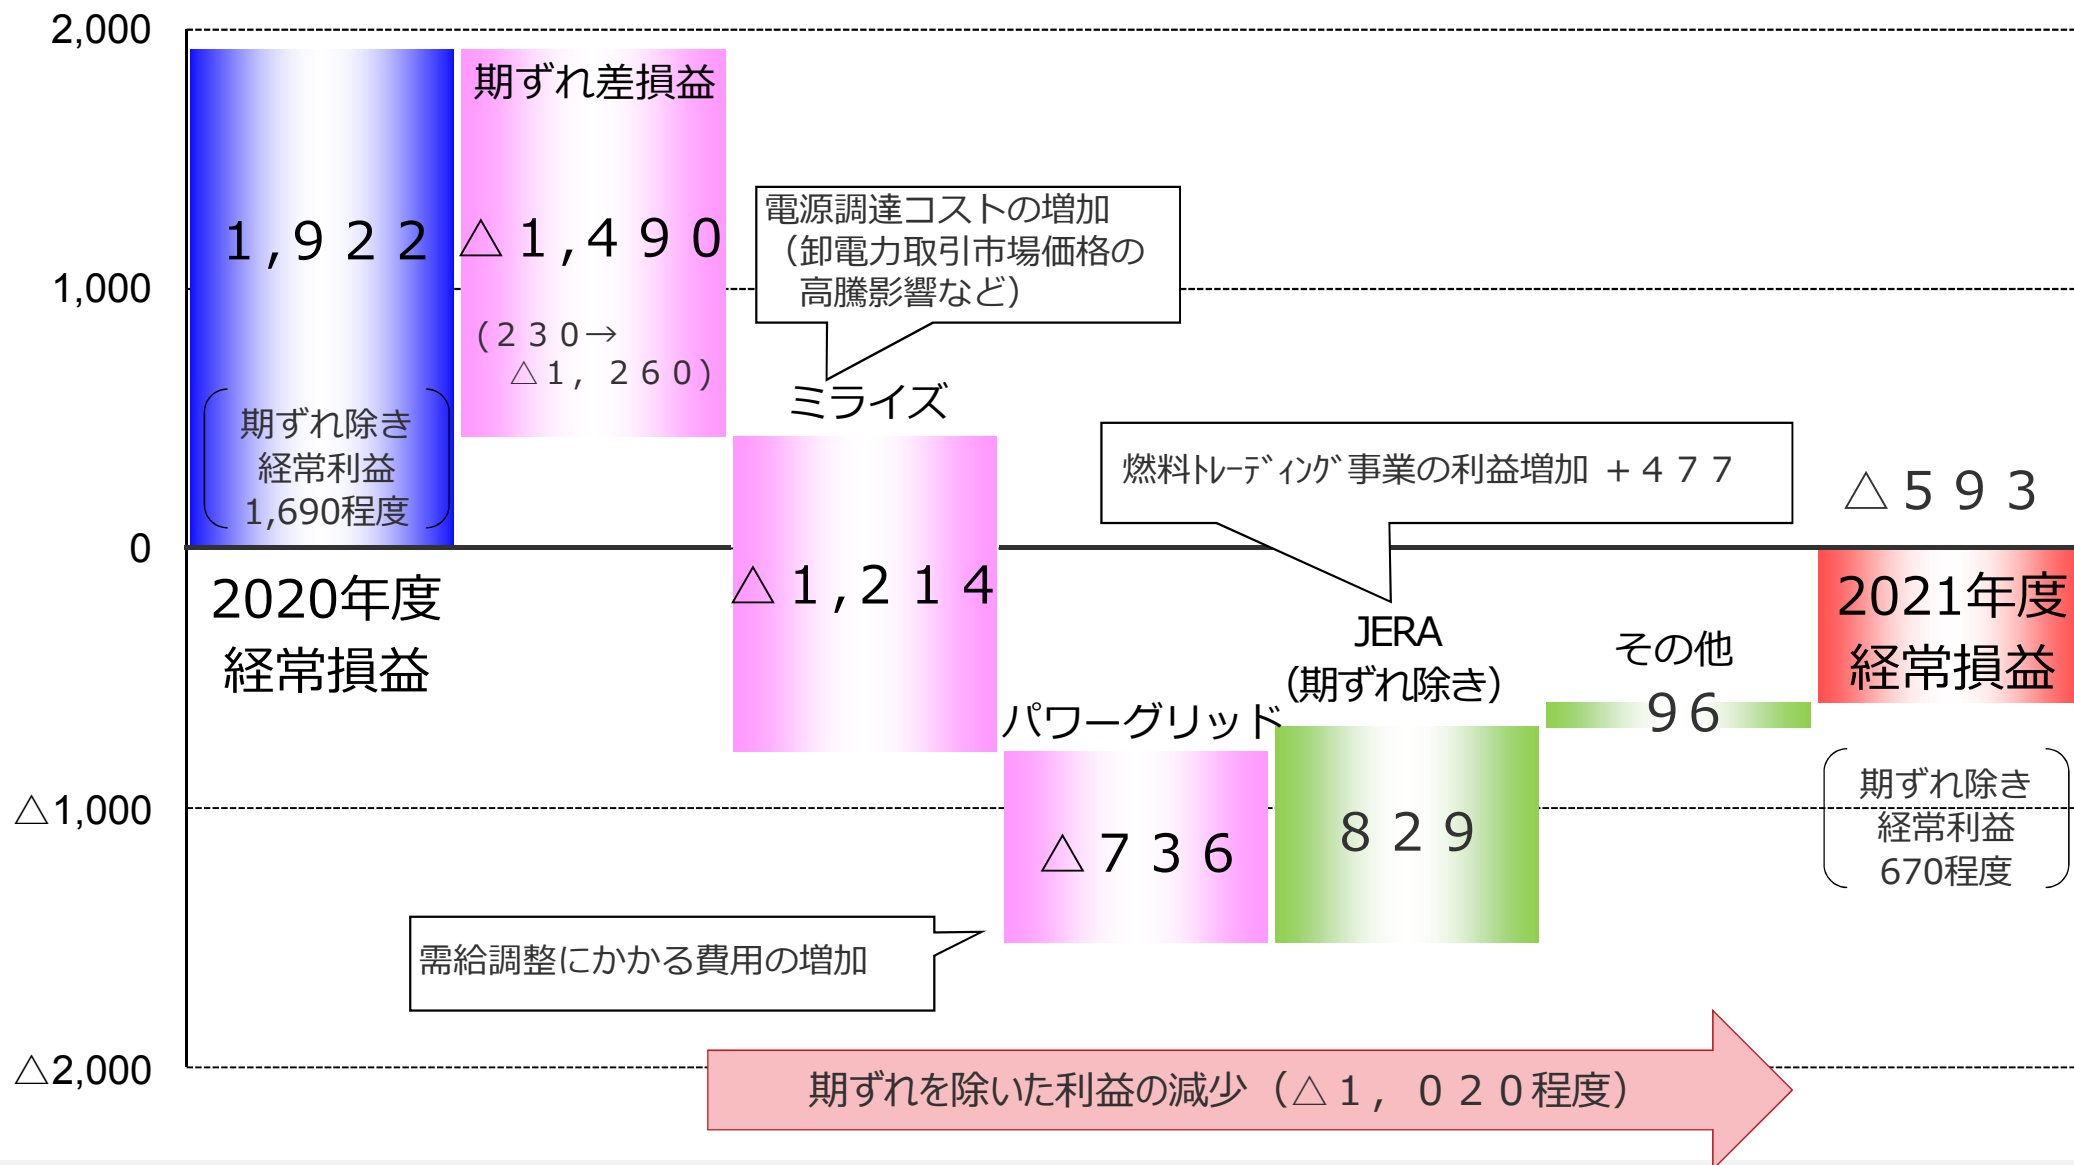 2,000
1,000
0
△1,000
△2,000
1,922
期ずれ除き
経常利益
1,690程度
2020年度
経常損益
期ずれ差損益
△1,490
(230→
△1,260)
電源調達コストの増加
（卸電力取引市場価格の
高騰影響など）
ミライズ
△1,214
パワーグリッド
△736
需給調整にかかる費用の増加
燃料ﾄﾚｰﾃﾞｨﾝｸﾞ事業の利益増加 +477
JERA
（期ずれ除き）
829
その他
96
△593
2021年度
経常損益
期ずれ除き
経常利益
670程度
期ずれを除いた利益の減少（△1,020程度）